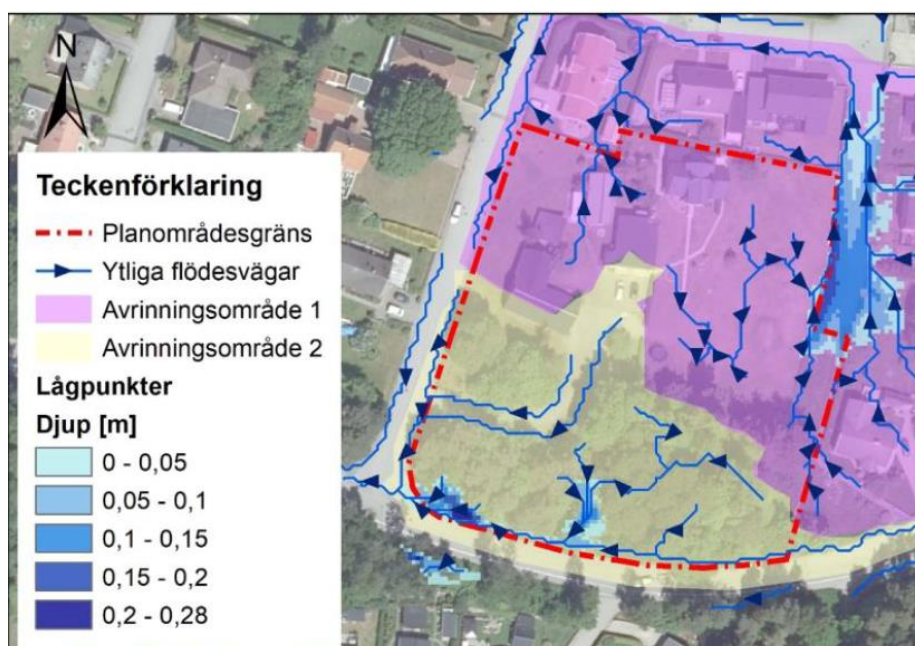 N
Teckenförklaring
Planområdesgräns
Ytliga flödesvägar
Avrinningsområde 1
Avrinningsområde 2
Lågpunkter
Djup [m]
0 - 0,05
0,05 - 0,1
0,1 - 0,15
0,15 - 0,2
0,2 - 0,28